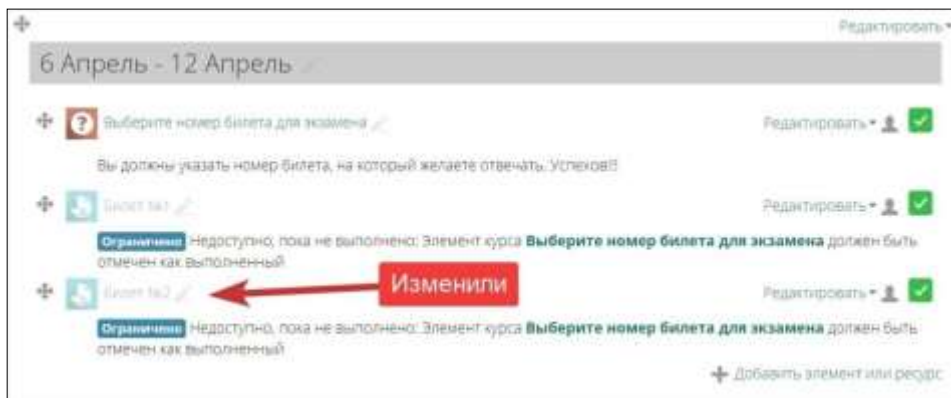 Редактировать
6 Апрель - 12 Апрель
Выберите номер билета для экзамена
Редактировать
Вы должны указать номер билета, на который желаете отвечать. Успехов!!!
Билет №1
Редактировать
Ограничено Недоступно, пока не выполнено: Элемент курса Выберите номер билета для экзамена должен быть
отмечен как выполненный
Билет №2
Изменили
Редактировать
Ограничено Недоступно, пока не выполнено: Элемент курса Выберите номер билета для экзамена должен быть
отмечен как выполненный
Добавить элемент или ресурс